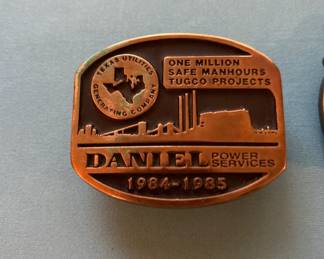 TEXAS UTILITIES
GENERATING COMPANY
ONE MILLION
SAFE MANHOURS
TUGCO PROJECTS
DANIEL POWER
SERVICES
1984-1985